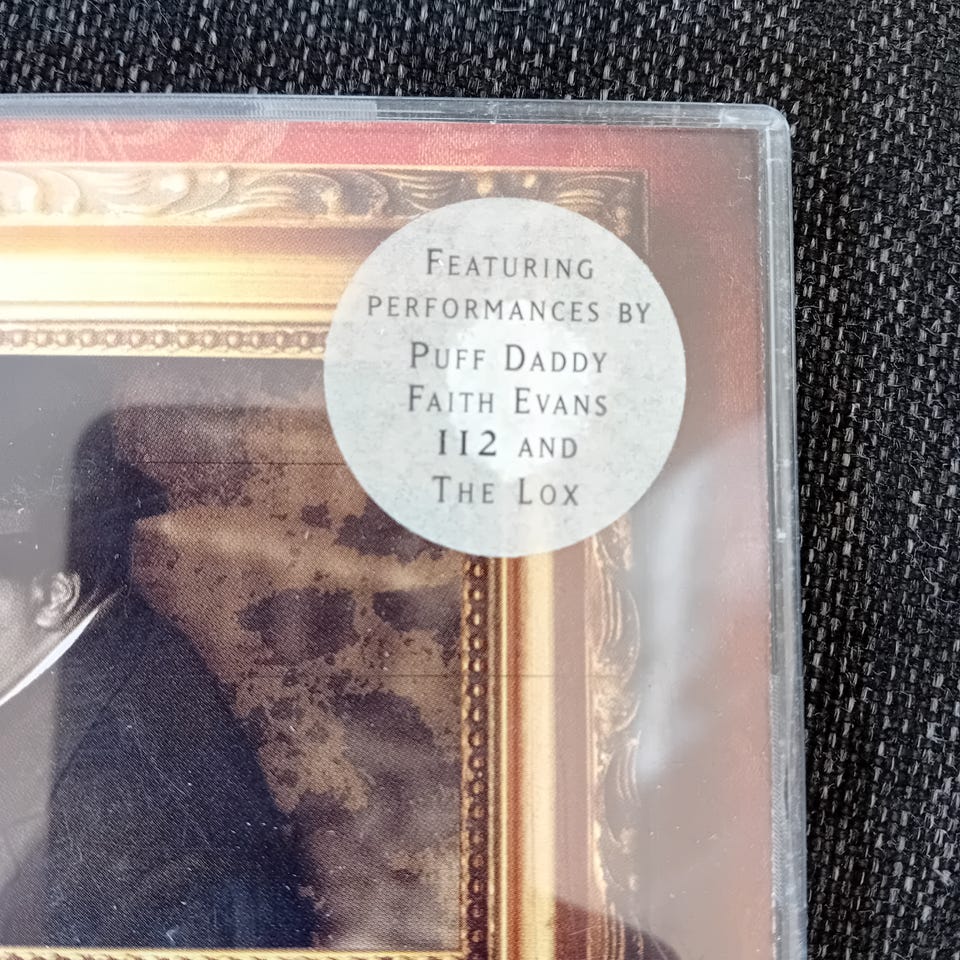 Featuring
performances by
Puff Daddy
Faith Evans
112 and
The Lox